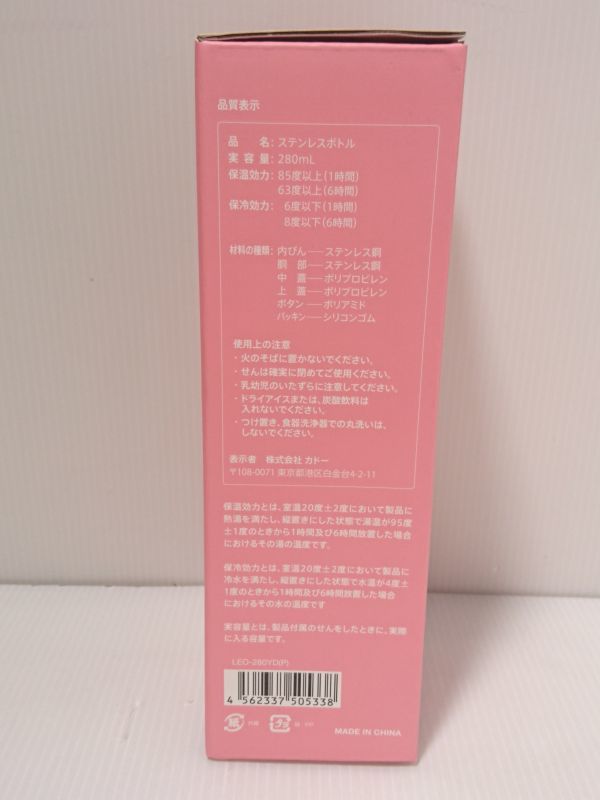 品質表示
品 名：ステンレスボトル
実 容 量：280mL
保温効力：85度以上（1時間）
63度以上（6時間）
保冷効力： 6度以下（1時間）
8度以下（6時間）
材料の種類：内びん──ステンレス鋼
胴 部──ステンレス鋼
中 蓋──ポリプロピレン
上 蓋──ポリプロピレン
ボタン──ポリアミド
パッキン──シリコンゴム
使用上の注意
・火のそばに置かないでください。
・せんは確実に閉めてご使用ください。
・乳幼児のいたずらに注意してください。
・ドライアイスまたは、炭酸飲料は
入れないでください。
・つけ置き、食器洗浄器での丸洗いは、
しないでください。
表示者 株式会社 カドー
〒108-0071 東京都港区白金台4-2-11
保温効力とは、室温20度±2度において製品に
熱湯を満たし、縦置きにした状態で湯温が95度
±1度のときから1時間及び6時間放置した場合
におけるその湯の温度です。
保冷効力とは、室温20度±2度において製品に
冷水を満たし、縦置きにした状態で水温が4度±
1度のときから1時間及び6時間放置した場合
におけるその水の温度です
実容量とは、製品付属のせんをしたときに、実際
に入る容量です。
LEO-280YD(P)
4 562337 505338
紙 外箱 プラ 袋 PP
MADE IN CHINA